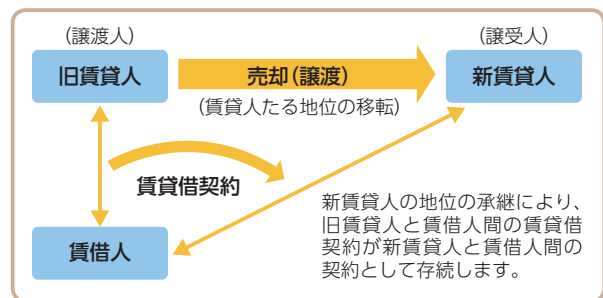 (譲渡人)
(譲受人)
旧賃貸人
売却(譲渡)
新賃貸人
(賃貸人たる地位の移転)
賃貸借契約
新賃貸人の地位の承継により、
旧賃貸人と賃借人間の賃貸借
契約が新賃貸人と賃借人間の
契約として存続します。
賃借人